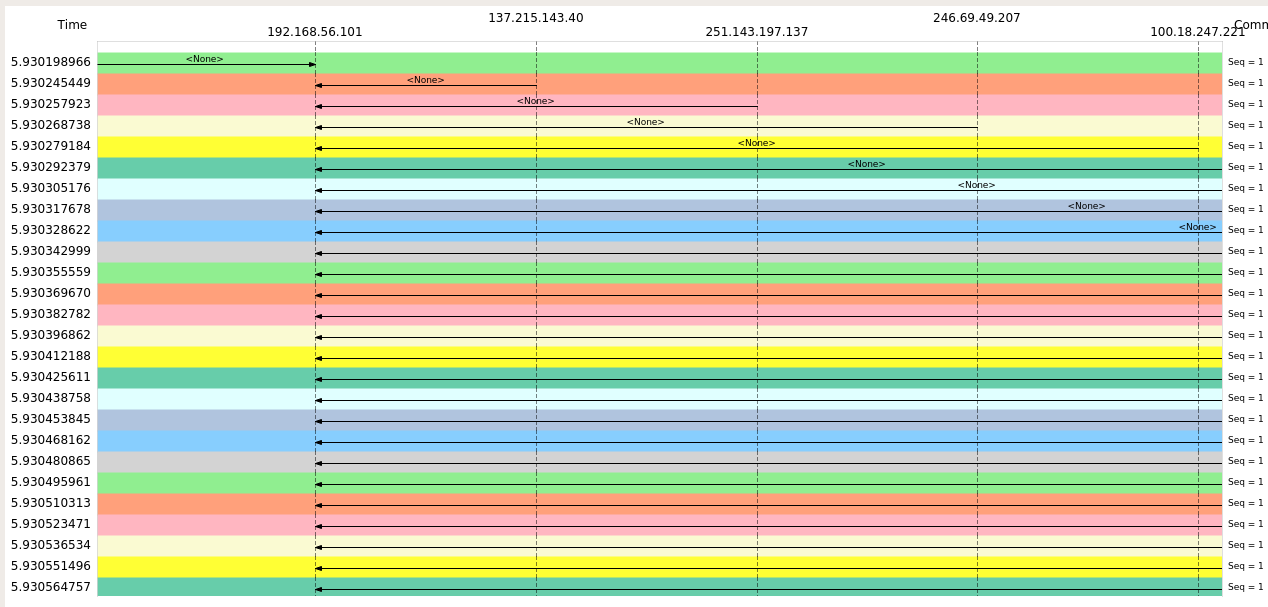 Time 192.168.56.101 137.215.143.40 251.143.197.137 246.69.49.207 100.18.247.221 Comm
5.930198966 <None> Seq = 1
5.930245449 <None> Seq = 1
5.930257923 <None> Seq = 1
5.930268738 <None> Seq = 1
5.930279184 <None> Seq = 1
5.930292379 <None> Seq = 1
5.930305176 <None> Seq = 1
5.930317678 <None> Seq = 1
5.930328622 <None> Seq = 1
5.930342999 Seq = 1
5.930355559 Seq = 1
5.930369670 Seq = 1
5.930382782 Seq = 1
5.930396862 Seq = 1
5.930412188 Seq = 1
5.930425611 Seq = 1
5.930438758 Seq = 1
5.930453845 Seq = 1
5.930468162 Seq = 1
5.930480865 Seq = 1
5.930495961 Seq = 1
5.930510313 Seq = 1
5.930523471 Seq = 1
5.930536534 Seq = 1
5.930551496 Seq = 1
5.930564757 Seq = 1